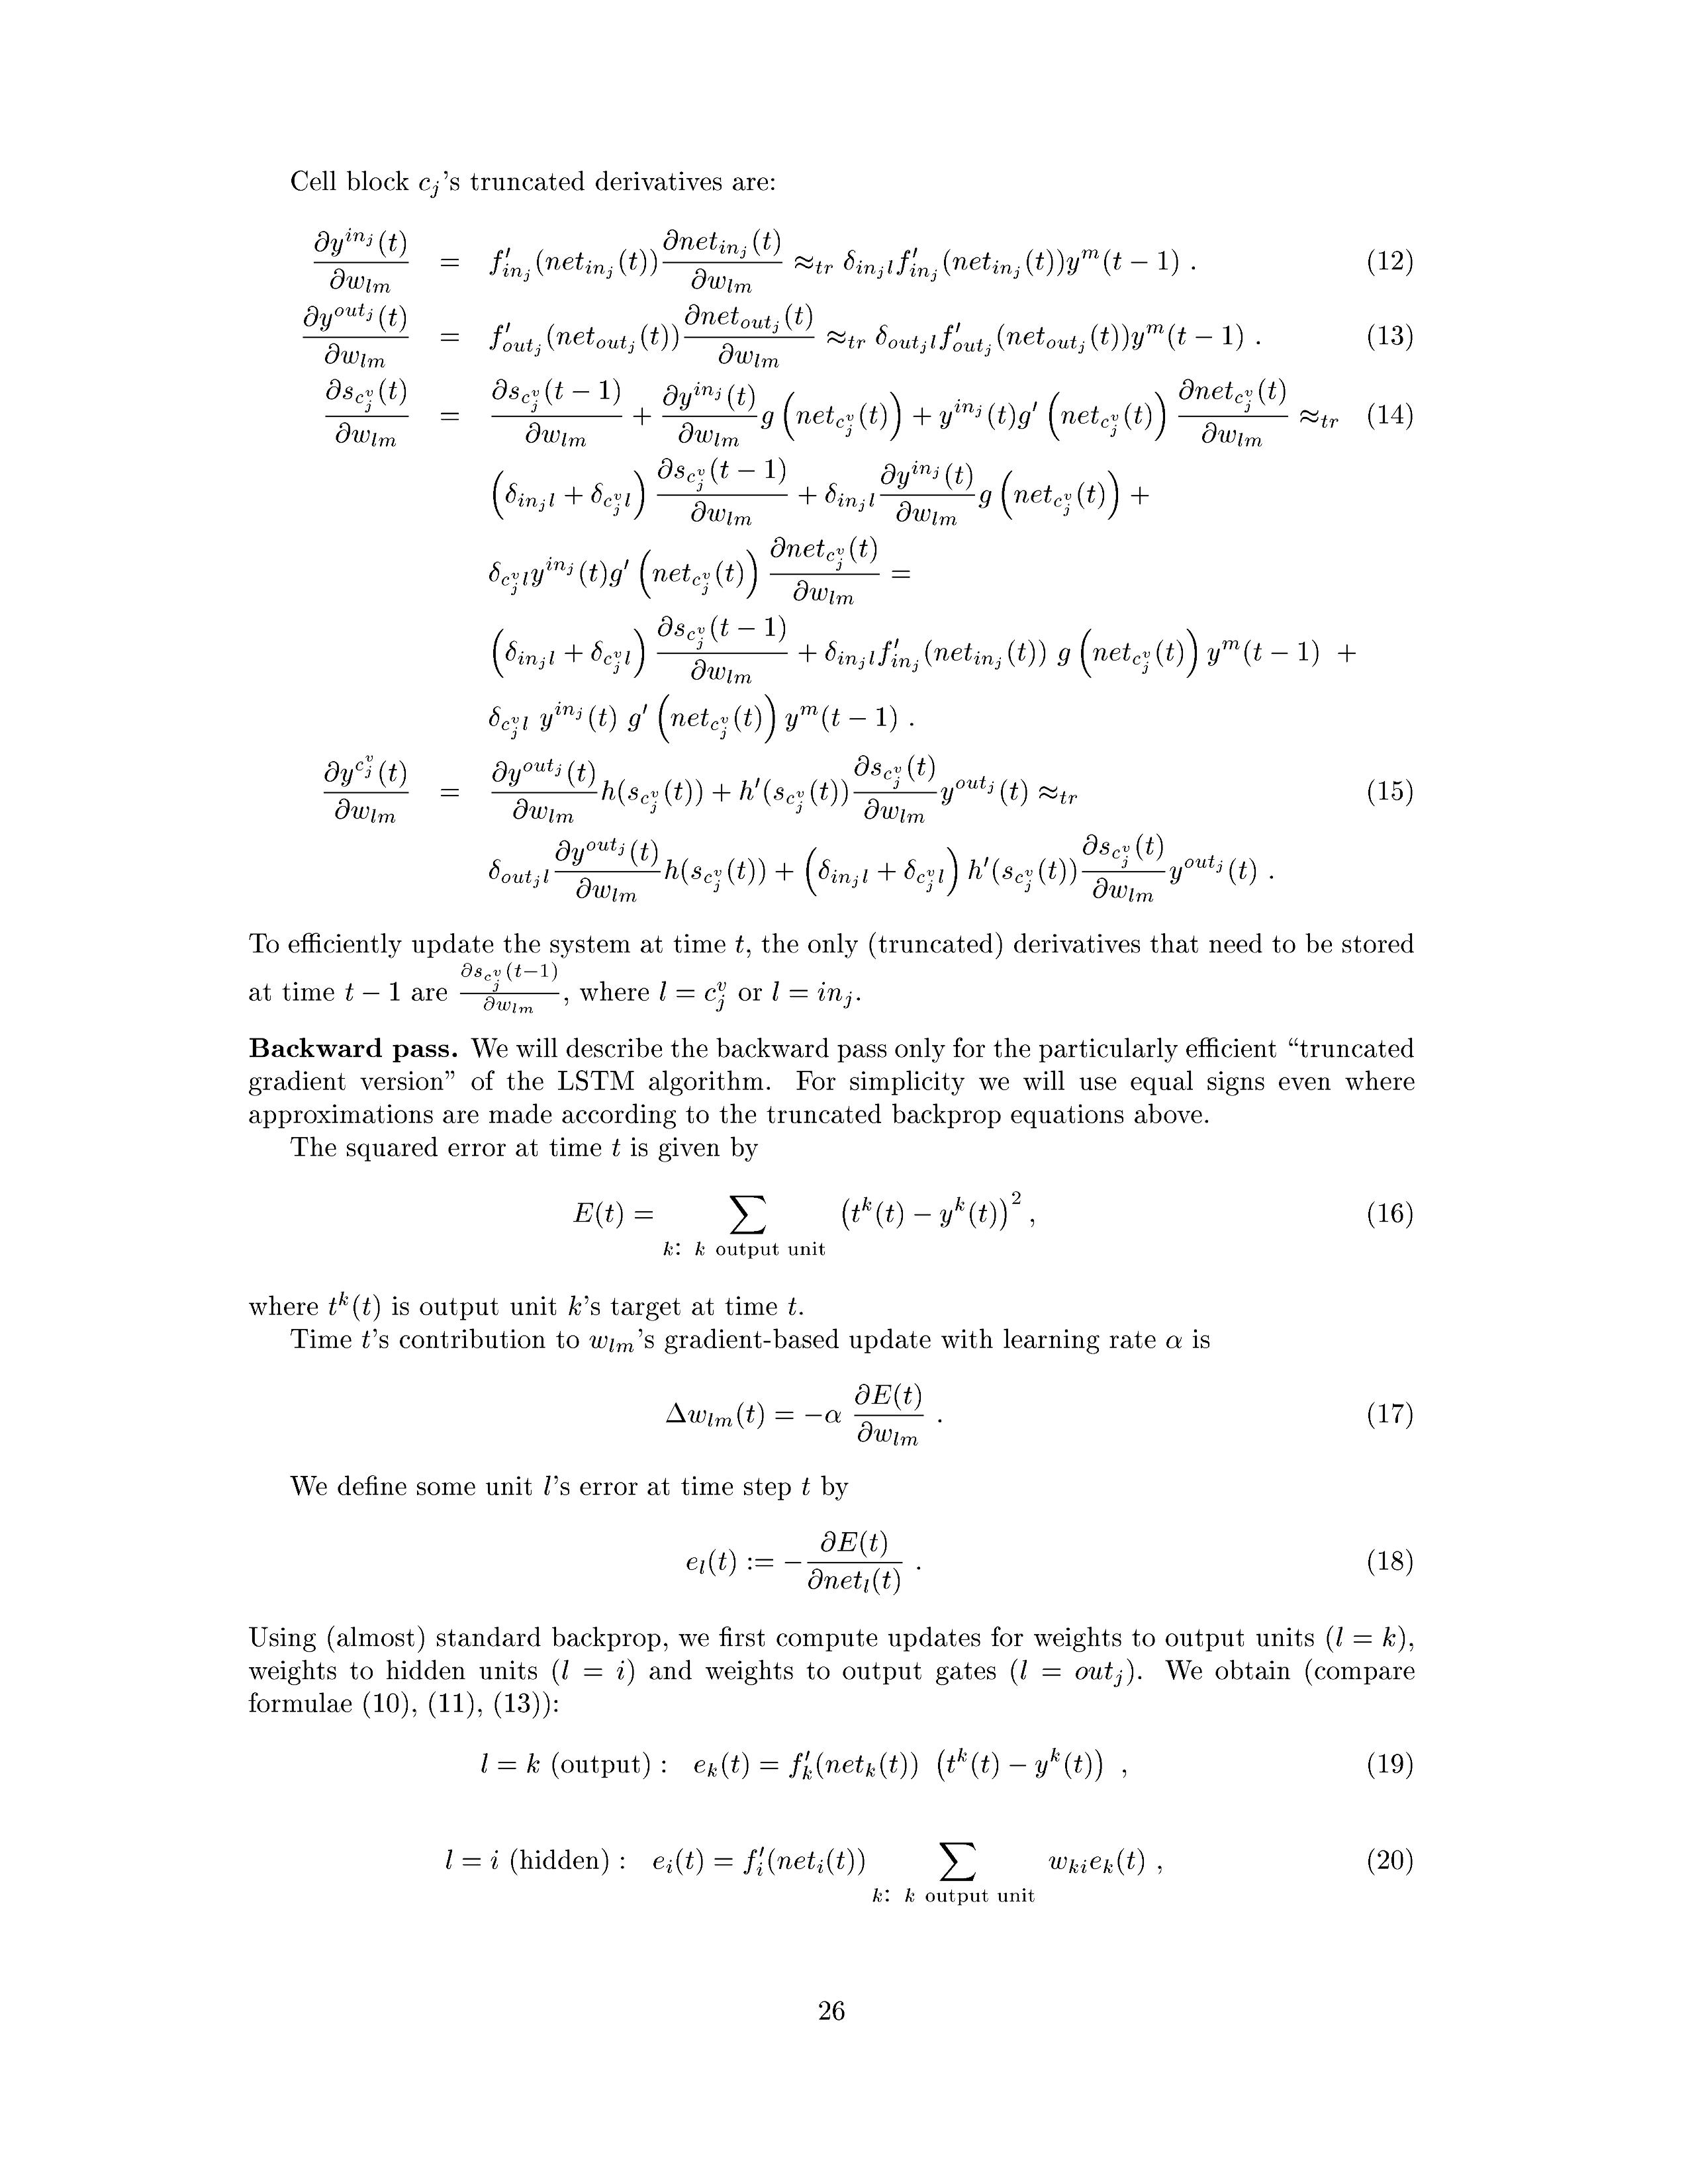 Cell block $c_j$'s truncated derivatives are:
$\frac{\partial y^{in_j}(t)}{\partial w_{lm}} = f'_{in_j}(net_{in_j}(t)) \frac{\partial net_{in_j}(t)}{\partial w_{lm}} \approx_{tr} \delta_{in_j l} f'_{in_j}(net_{in_j}(t)) y^m(t-1) .$ (12)
$\frac{\partial y^{out_j}(t)}{\partial w_{lm}} = f'_{out_j}(net_{out_j}(t)) \frac{\partial net_{out_j}(t)}{\partial w_{lm}} \approx_{tr} \delta_{out_j l} f'_{out_j}(net_{out_j}(t)) y^m(t-1) .$ (13)
$\frac{\partial s_{c_j^v}(t)}{\partial w_{lm}} = \frac{\partial s_{c_j^v}(t-1)}{\partial w_{lm}} + \frac{\partial y^{in_j}(t)}{\partial w_{lm}} g\left(net_{c_j^v}(t)\right) + y^{in_j}(t) g'\left(net_{c_j^v}(t)\right) \frac{\partial net_{c_j^v}(t)}{\partial w_{lm}} \approx_{tr}$ (14)
$\left(\delta_{in_j l} + \delta_{c_j^v l}\right) \frac{\partial s_{c_j^v}(t-1)}{\partial w_{lm}} + \delta_{in_j l} \frac{\partial y^{in_j}(t)}{\partial w_{lm}} g\left(net_{c_j^v}(t)\right) +$
$\delta_{c_j^v l} y^{in_j}(t) g'\left(net_{c_j^v}(t)\right) \frac{\partial net_{c_j^v}(t)}{\partial w_{lm}} =$
$\left(\delta_{in_j l} + \delta_{c_j^v l}\right) \frac{\partial s_{c_j^v}(t-1)}{\partial w_{lm}} + \delta_{in_j l} f'_{in_j}(net_{in_j}(t)) \, g\left(net_{c_j^v}(t)\right) y^m(t-1) \; +$
$\delta_{c_j^v l} \, y^{in_j}(t) \, g'\left(net_{c_j^v}(t)\right) y^m(t-1) .$
$\frac{\partial y^{c_j^v}(t)}{\partial w_{lm}} = \frac{\partial y^{out_j}(t)}{\partial w_{lm}} h(s_{c_j^v}(t)) + h'(s_{c_j^v}(t)) \frac{\partial s_{c_j^v}(t)}{\partial w_{lm}} y^{out_j}(t) \approx_{tr}$ (15)
$\delta_{out_j l} \frac{\partial y^{out_j}(t)}{\partial w_{lm}} h(s_{c_j^v}(t)) + \left(\delta_{in_j l} + \delta_{c_j^v l}\right) h'(s_{c_j^v}(t)) \frac{\partial s_{c_j^v}(t)}{\partial w_{lm}} y^{out_j}(t) .$
To efficiently update the system at time $t$, the only (truncated) derivatives that need to be stored
at time $t-1$ are $\frac{\partial s_{c_j^v}(t-1)}{\partial w_{lm}}$, where $l = c_j^v$ or $l = in_j$.
Backward pass. We will describe the backward pass only for the particularly efficient “truncated
gradient version” of the LSTM algorithm. For simplicity we will use equal signs even where
approximations are made according to the truncated backprop equations above.
The squared error at time $t$ is given by
$E(t) = \sum_{k: \; k \text{ output unit}} \left(t^k(t) - y^k(t)\right)^2 ,$ (16)
where $t^k(t)$ is output unit $k$'s target at time $t$.
Time $t$'s contribution to $w_{lm}$'s gradient-based update with learning rate $\alpha$ is
$\Delta w_{lm}(t) = -\alpha \, \frac{\partial E(t)}{\partial w_{lm}} .$ (17)
We define some unit $l$'s error at time step $t$ by
$e_l(t) := -\frac{\partial E(t)}{\partial net_l(t)} .$ (18)
Using (almost) standard backprop, we first compute updates for weights to output units ($l = k$),
weights to hidden units ($l = i$) and weights to output gates ($l = out_j$). We obtain (compare
formulae (10), (11), (13)):
$l = k$ (output) : $e_k(t) = f'_k(net_k(t)) \; \left(t^k(t) - y^k(t)\right) \; ,$ (19)
$l = i$ (hidden) : $e_i(t) = f'_i(net_i(t)) \sum_{k: \; k \text{ output unit}} w_{ki} e_k(t) \; ,$ (20)
26